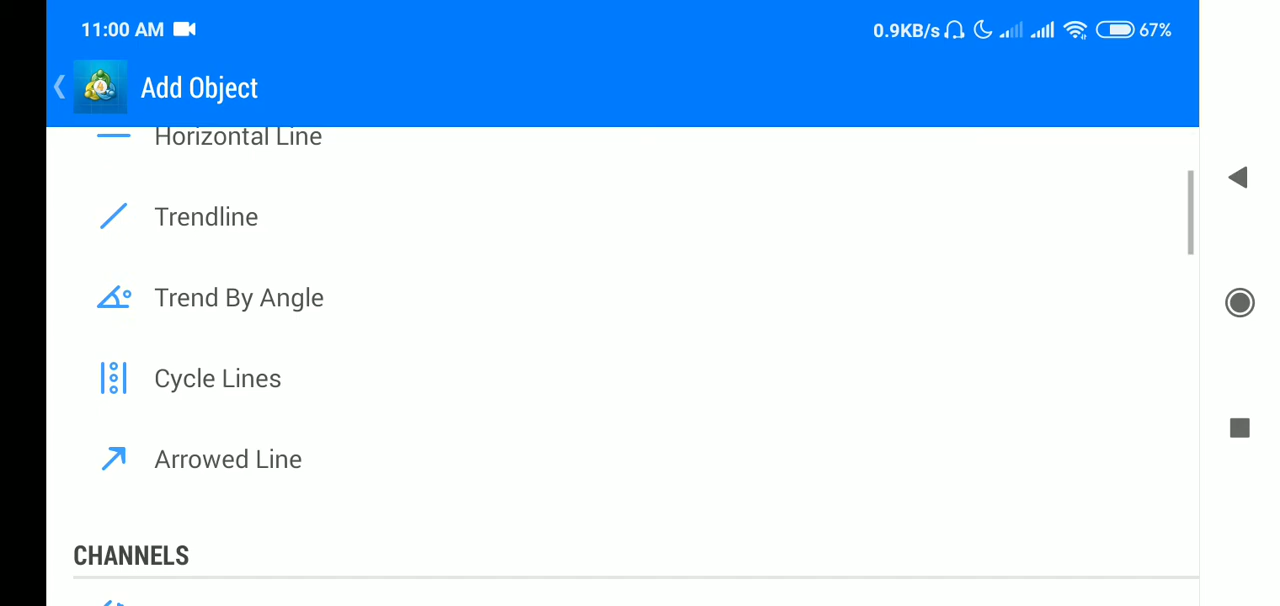 11:00 AM 0.9KB/s 67%
Add Object
Horizontal Line
Trendline
Trend By Angle
Cycle Lines
Arrowed Line
CHANNELS